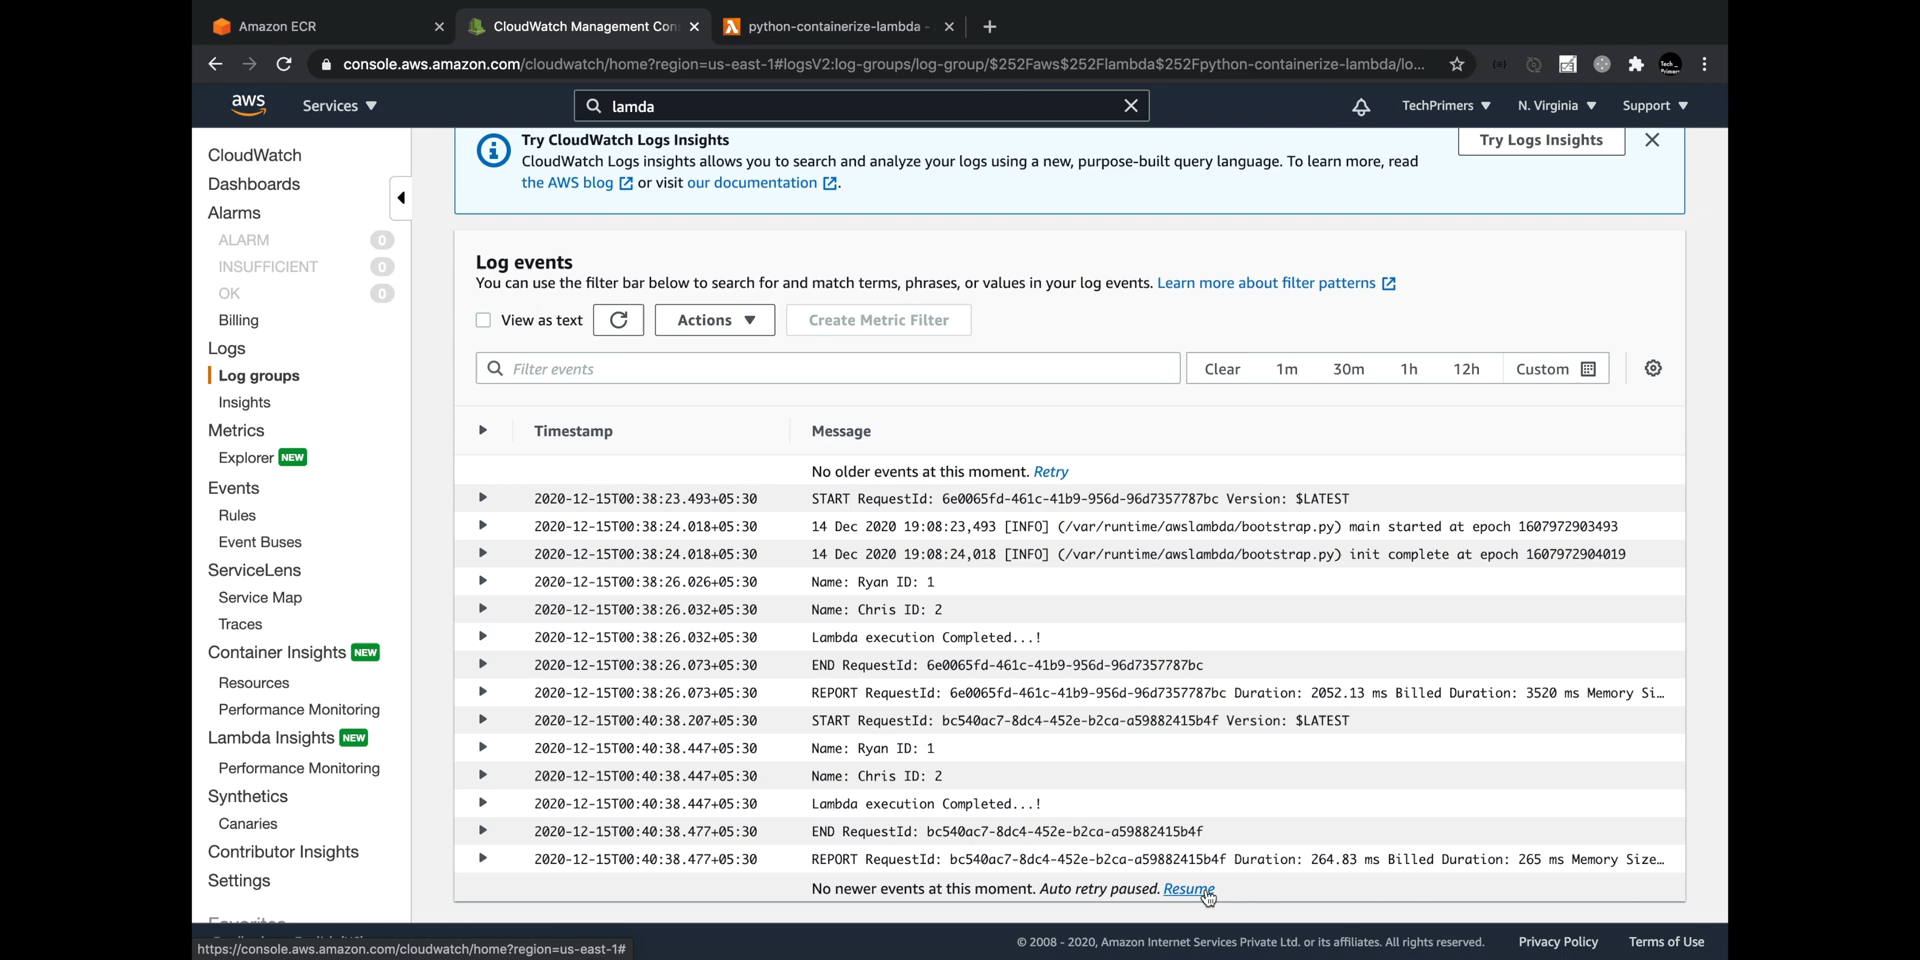 Amazon ECR
CloudWatch Management Con
python-containerize-lambda -
console.aws.amazon.com/cloudwatch/home?region=us-east-1#logsV2:log-groups/log-group/$252Faws$252Flambda$252Fpython-containerize-lambda/lo...
aws
Services
lamda
TechPrimers
N. Virginia
Support
CloudWatch
Dashboards
Alarms
ALARM 0
INSUFFICIENT 0
OK 0
Billing
Logs
Log groups
Insights
Metrics
Explorer NEW
Events
Rules
Event Buses
ServiceLens
Service Map
Traces
Container Insights NEW
Resources
Performance Monitoring
Lambda Insights NEW
Performance Monitoring
Synthetics
Canaries
Contributor Insights
Settings
Favorites
Try CloudWatch Logs Insights
CloudWatch Logs insights allows you to search and analyze your logs using a new, purpose-built query language. To learn more, read
the AWS blog or visit our documentation .
Try Logs Insights
Log events
You can use the filter bar below to search for and match terms, phrases, or values in your log events. Learn more about filter patterns
View as text
Actions
Create Metric Filter
Filter events
Clear 1m 30m 1h 12h Custom
Timestamp Message
No older events at this moment. Retry
2020-12-15T00:38:23.493+05:30 START RequestId: 6e0065fd-461c-41b9-956d-96d7357787bc Version: $LATEST
2020-12-15T00:38:24.018+05:30 14 Dec 2020 19:08:23,493 [INFO] (/var/runtime/awslambda/bootstrap.py) main started at epoch 1607972903493
2020-12-15T00:38:24.018+05:30 14 Dec 2020 19:08:24,018 [INFO] (/var/runtime/awslambda/bootstrap.py) init complete at epoch 1607972904019
2020-12-15T00:38:26.026+05:30 Name: Ryan ID: 1
2020-12-15T00:38:26.032+05:30 Name: Chris ID: 2
2020-12-15T00:38:26.032+05:30 Lambda execution Completed...!
2020-12-15T00:38:26.073+05:30 END RequestId: 6e0065fd-461c-41b9-956d-96d7357787bc
2020-12-15T00:38:26.073+05:30 REPORT RequestId: 6e0065fd-461c-41b9-956d-96d7357787bc Duration: 2052.13 ms Billed Duration: 3520 ms Memory Si...
2020-12-15T00:40:38.207+05:30 START RequestId: bc540ac7-8dc4-452e-b2ca-a59882415b4f Version: $LATEST
2020-12-15T00:40:38.447+05:30 Name: Ryan ID: 1
2020-12-15T00:40:38.447+05:30 Name: Chris ID: 2
2020-12-15T00:40:38.447+05:30 Lambda execution Completed...!
2020-12-15T00:40:38.477+05:30 END RequestId: bc540ac7-8dc4-452e-b2ca-a59882415b4f
2020-12-15T00:40:38.477+05:30 REPORT RequestId: bc540ac7-8dc4-452e-b2ca-a59882415b4f Duration: 264.83 ms Billed Duration: 265 ms Memory Size...
No newer events at this moment. Auto retry paused. Resume
https://console.aws.amazon.com/cloudwatch/home?region=us-east-1#
© 2008 - 2020, Amazon Internet Services Private Ltd. or its affiliates. All rights reserved.
Privacy Policy
Terms of Use